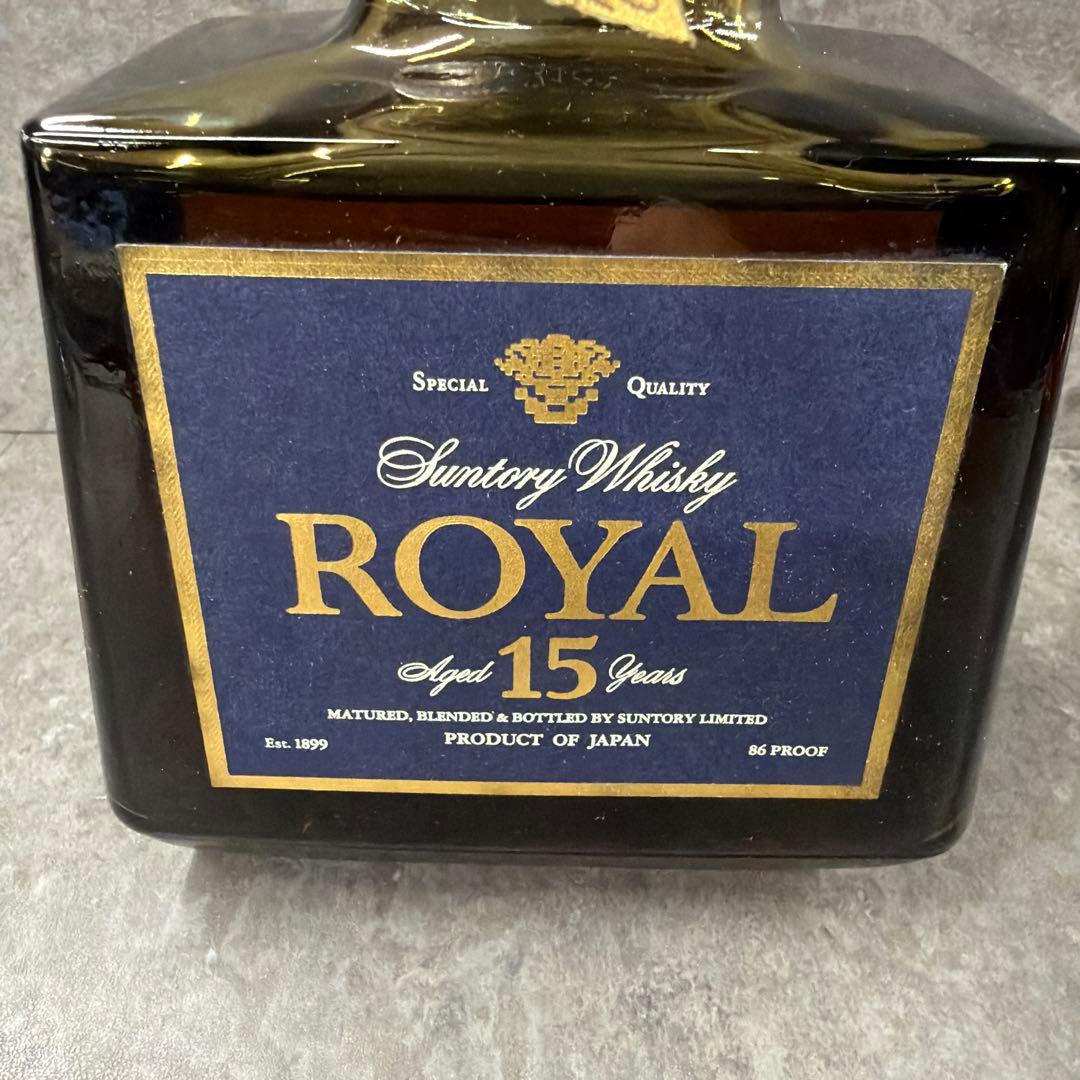 SPECIAL QUALITY
Suntory Whisky
ROYAL
Aged 15 Years
MATURED, BLENDED & BOTTLED BY SUNTORY LIMITED
Est. 1899 PRODUCT OF JAPAN 86 PROOF